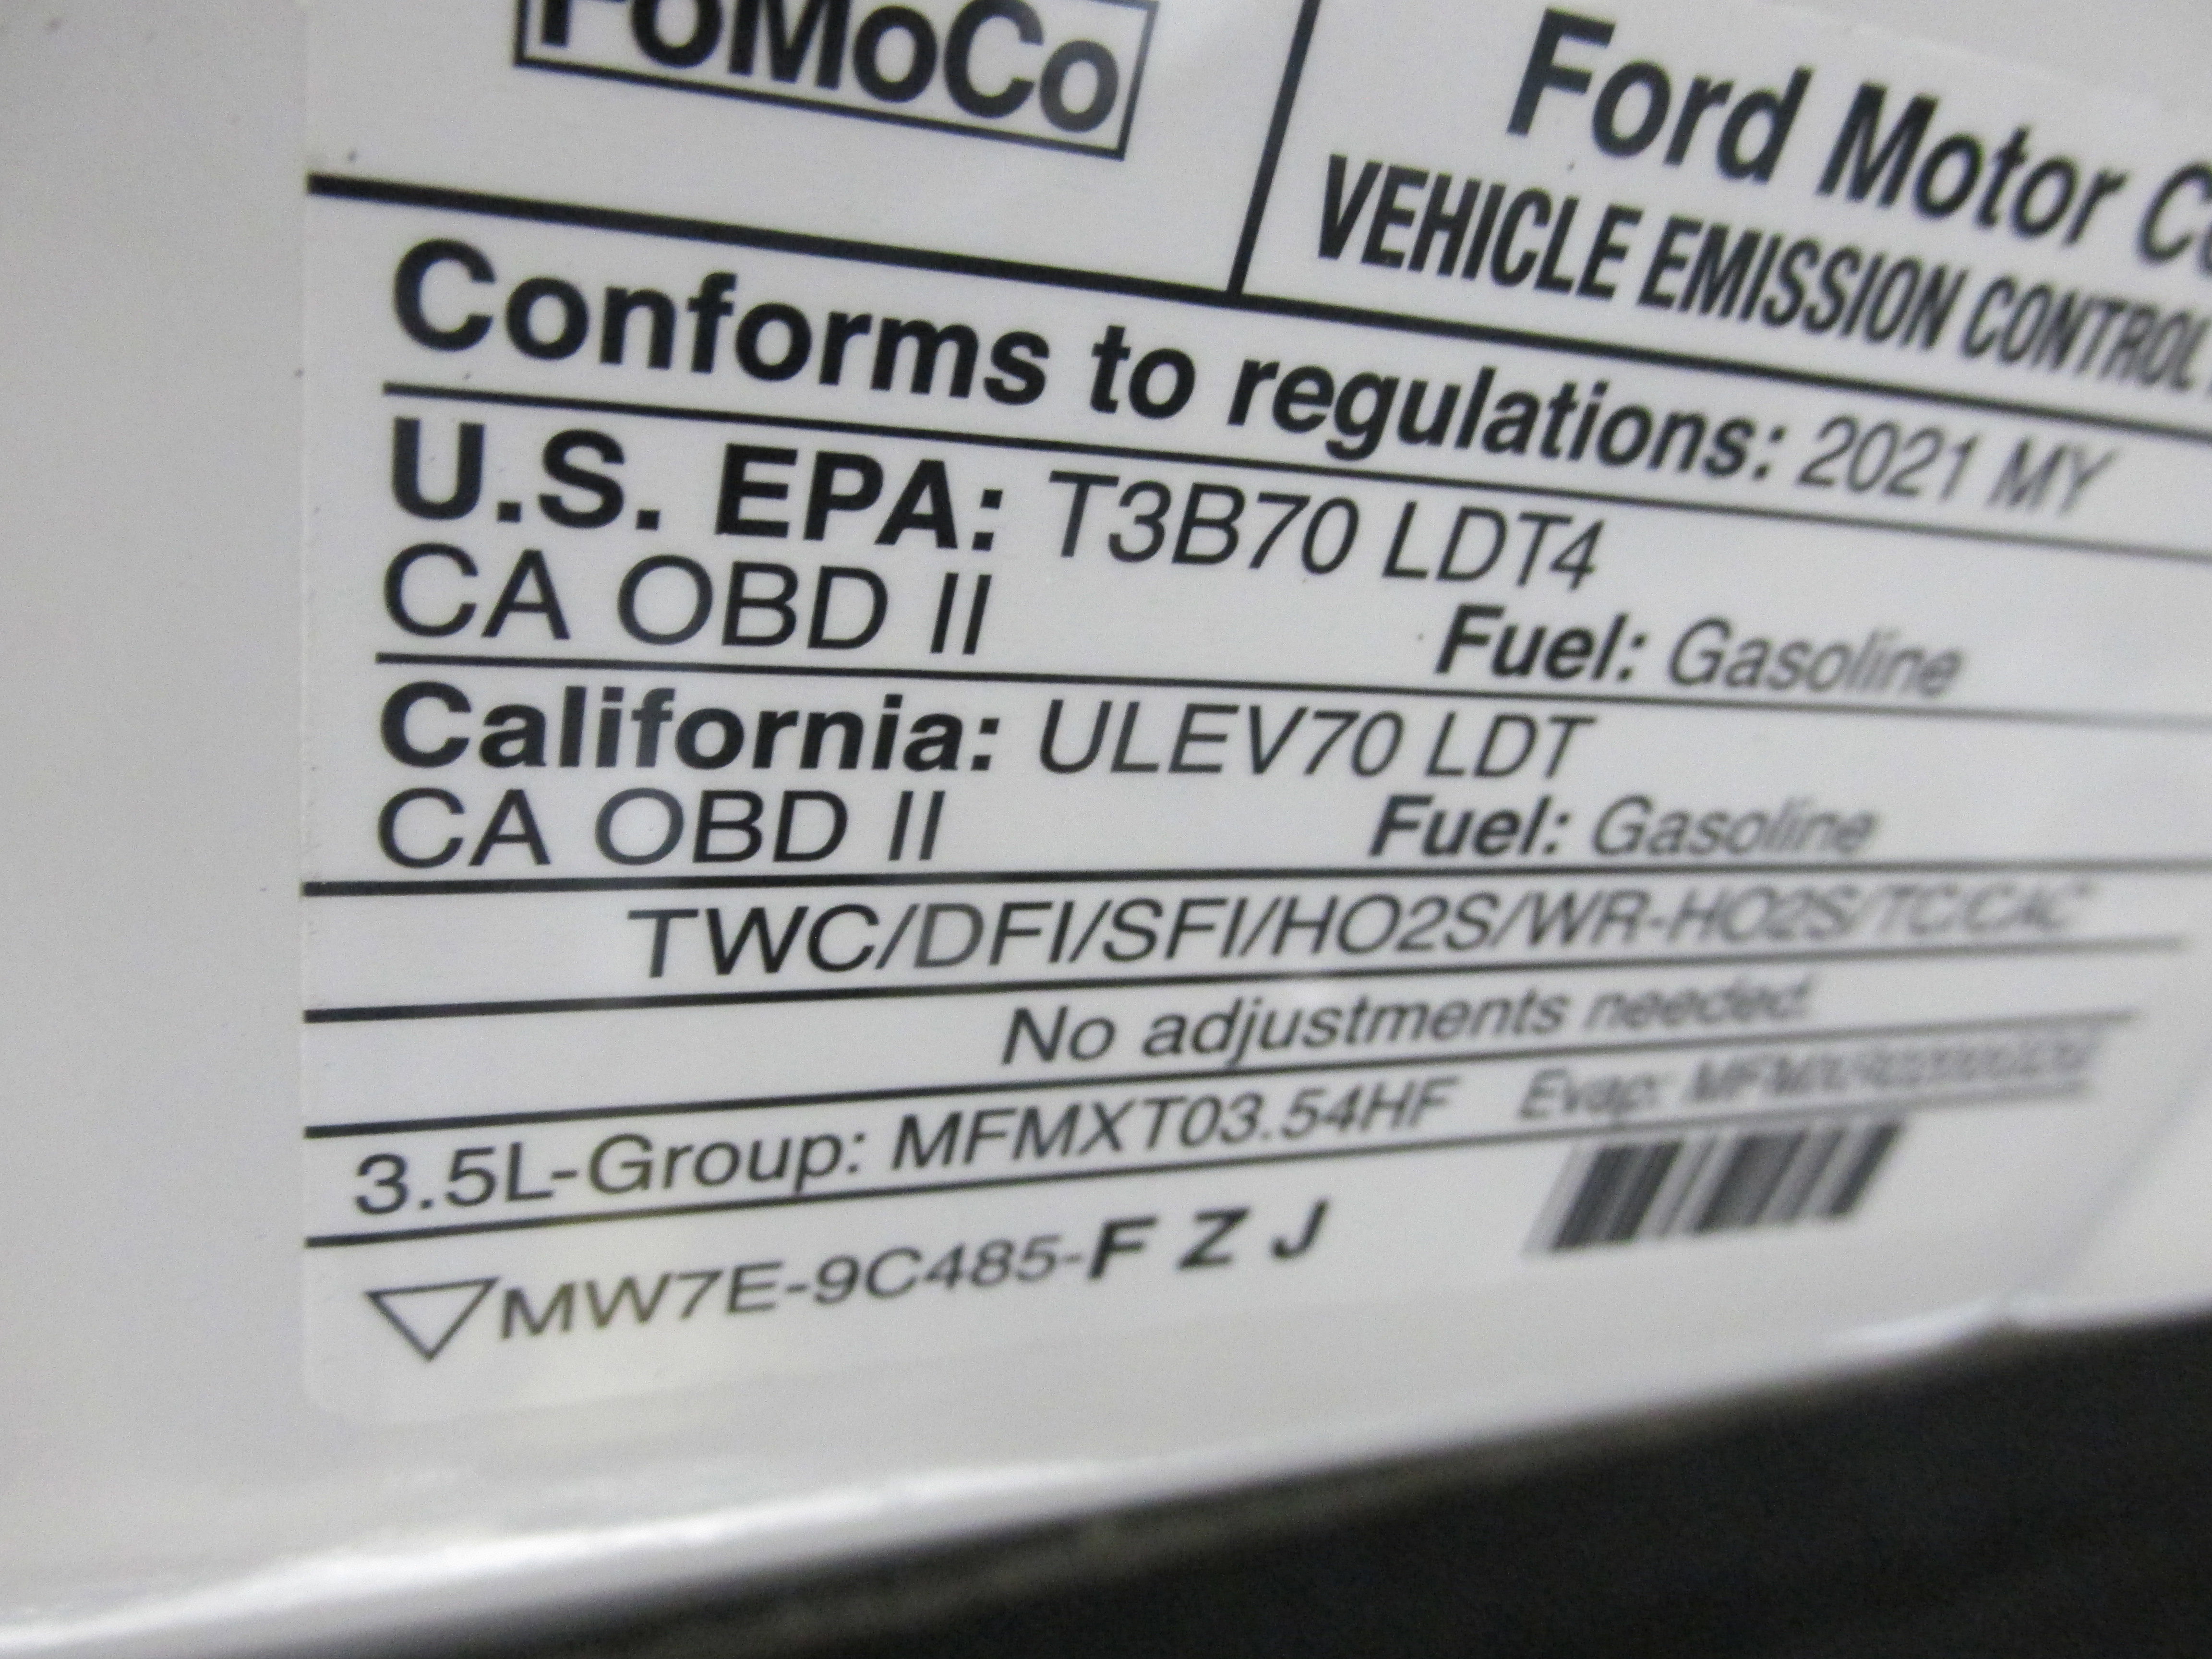 FoMoCo
Ford Motor
VEHICLE EMISSION CONTROL
Conforms to regulations: 2021 MY
U.S. EPA: T3B70 LDT4
CA OBD II Fuel: Gasoline
California: ULEV70 LDT
CA OBD II Fuel: Gasoline
TWC/DFI/SFI/HO2S/WR-HO2S/TC/CAC
No adjustments needed.
3.5L-Group: MFMXT03.54HF Evap:
MW7E-9C485-F Z J